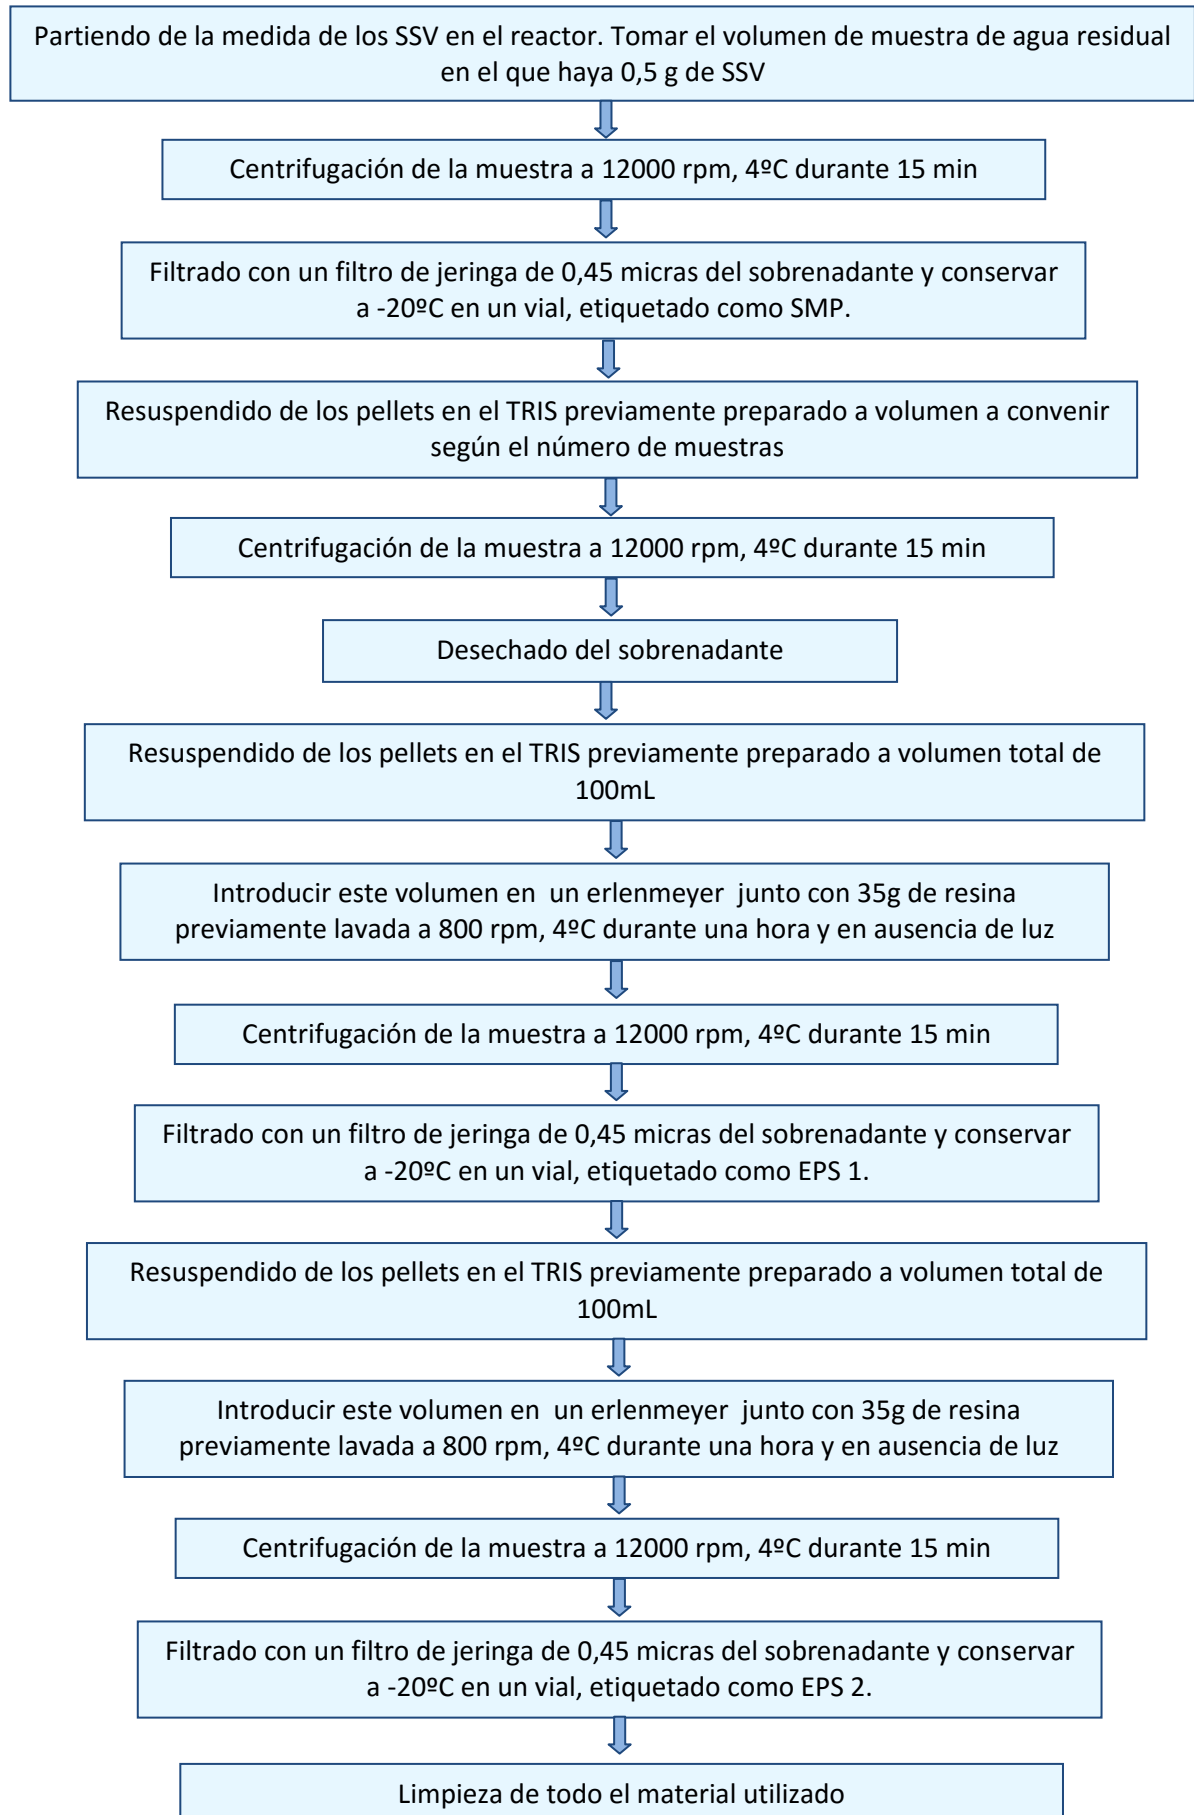 Partiendo de la medida de los SSV en el reactor. Tomar el volumen de muestra de agua residual
en el que haya 0,5 g de SSV
Centrifugación de la muestra a 12000 rpm, 4ºC durante 15 min
Filtrado con un filtro de jeringa de 0,45 micras del sobrenadante y conservar
a -20ºC en un vial, etiquetado como SMP.
Resuspendido de los pellets en el TRIS previamente preparado a volumen a convenir
según el número de muestras
Centrifugación de la muestra a 12000 rpm, 4ºC durante 15 min
Desechado del sobrenadante
Resuspendido de los pellets en el TRIS previamente preparado a volumen total de
100mL
Introducir este volumen en un erlenmeyer junto con 35g de resina
previamente lavada a 800 rpm, 4ºC durante una hora y en ausencia de luz
Centrifugación de la muestra a 12000 rpm, 4ºC durante 15 min
Filtrado con un filtro de jeringa de 0,45 micras del sobrenadante y conservar
a -20ºC en un vial, etiquetado como EPS 1.
Resuspendido de los pellets en el TRIS previamente preparado a volumen total de
100mL
Introducir este volumen en un erlenmeyer junto con 35g de resina
previamente lavada a 800 rpm, 4ºC durante una hora y en ausencia de luz
Centrifugación de la muestra a 12000 rpm, 4ºC durante 15 min
Filtrado con un filtro de jeringa de 0,45 micras del sobrenadante y conservar
a -20ºC en un vial, etiquetado como EPS 2.
Limpieza de todo el material utilizado